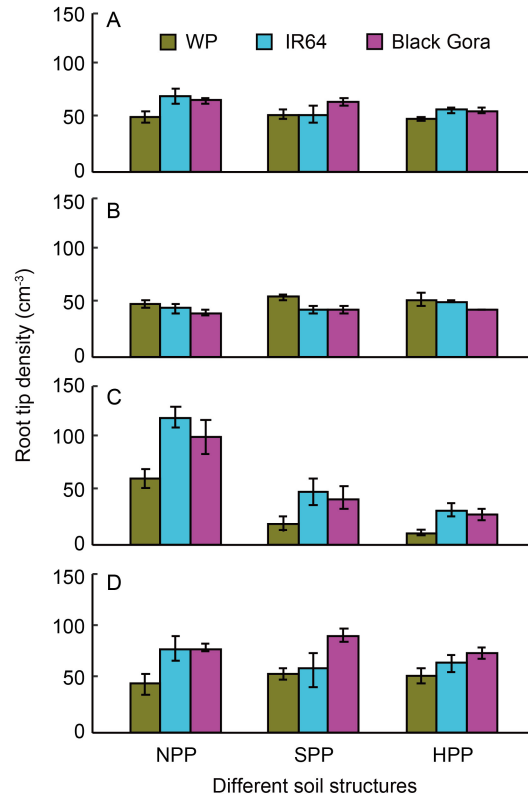 150
A
WP
IR64
Black Gora
100
50
0
150
B
100
50
0
150
C
100
50
0
150
D
100
50
0
Root tip density (cm-3)
NPP
SPP
HPP
Different soil structures